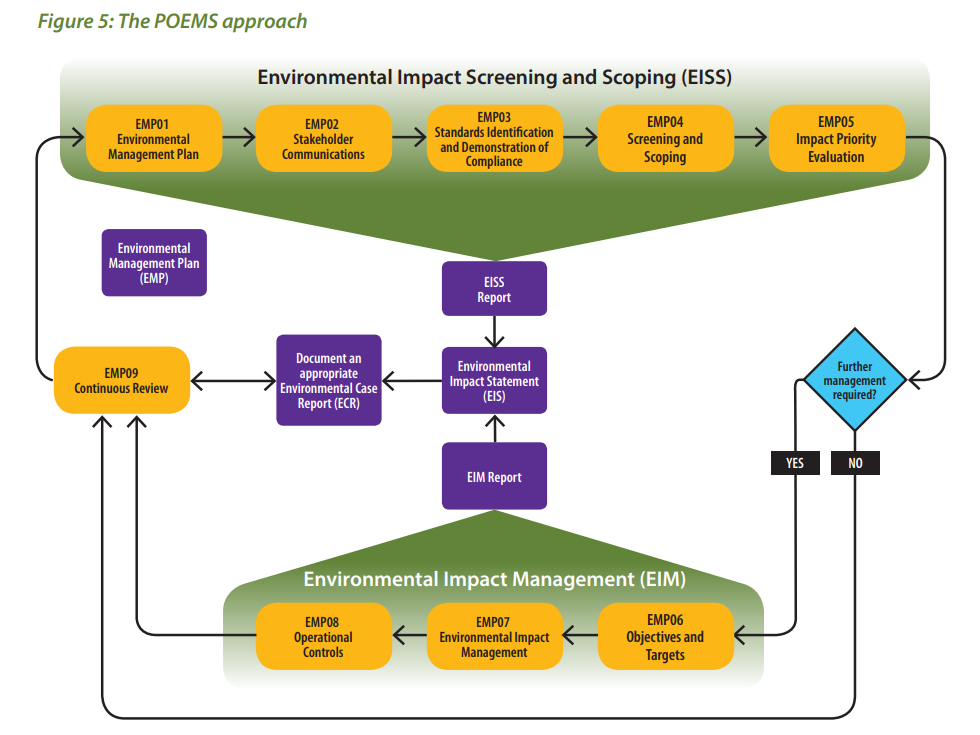 Figure 5: The POEMS approach
Environmental Impact Screening and Scoping (EISS)
EMP01
Environmental
Management Plan
EMP02
Stakeholder
Communications
EMP03
Standards Identification
and Demonstration of
Compliance
EMP04
Screening and
Scoping
EMP05
Impact Priority
Evaluation
Environmental
Management Plan
(EMP)
EISS
Report
EMP09
Continuous Review
Document an
appropriate
Environmental Case
Report (ECR)
Environmental
Impact Statement
(EIS)
Further
management
required?
EIM Report
YES
NO
Environmental Impact Management (EIM)
EMP08
Operational
Controls
EMP07
Environmental Impact
Management
EMP06
Objectives and
Targets